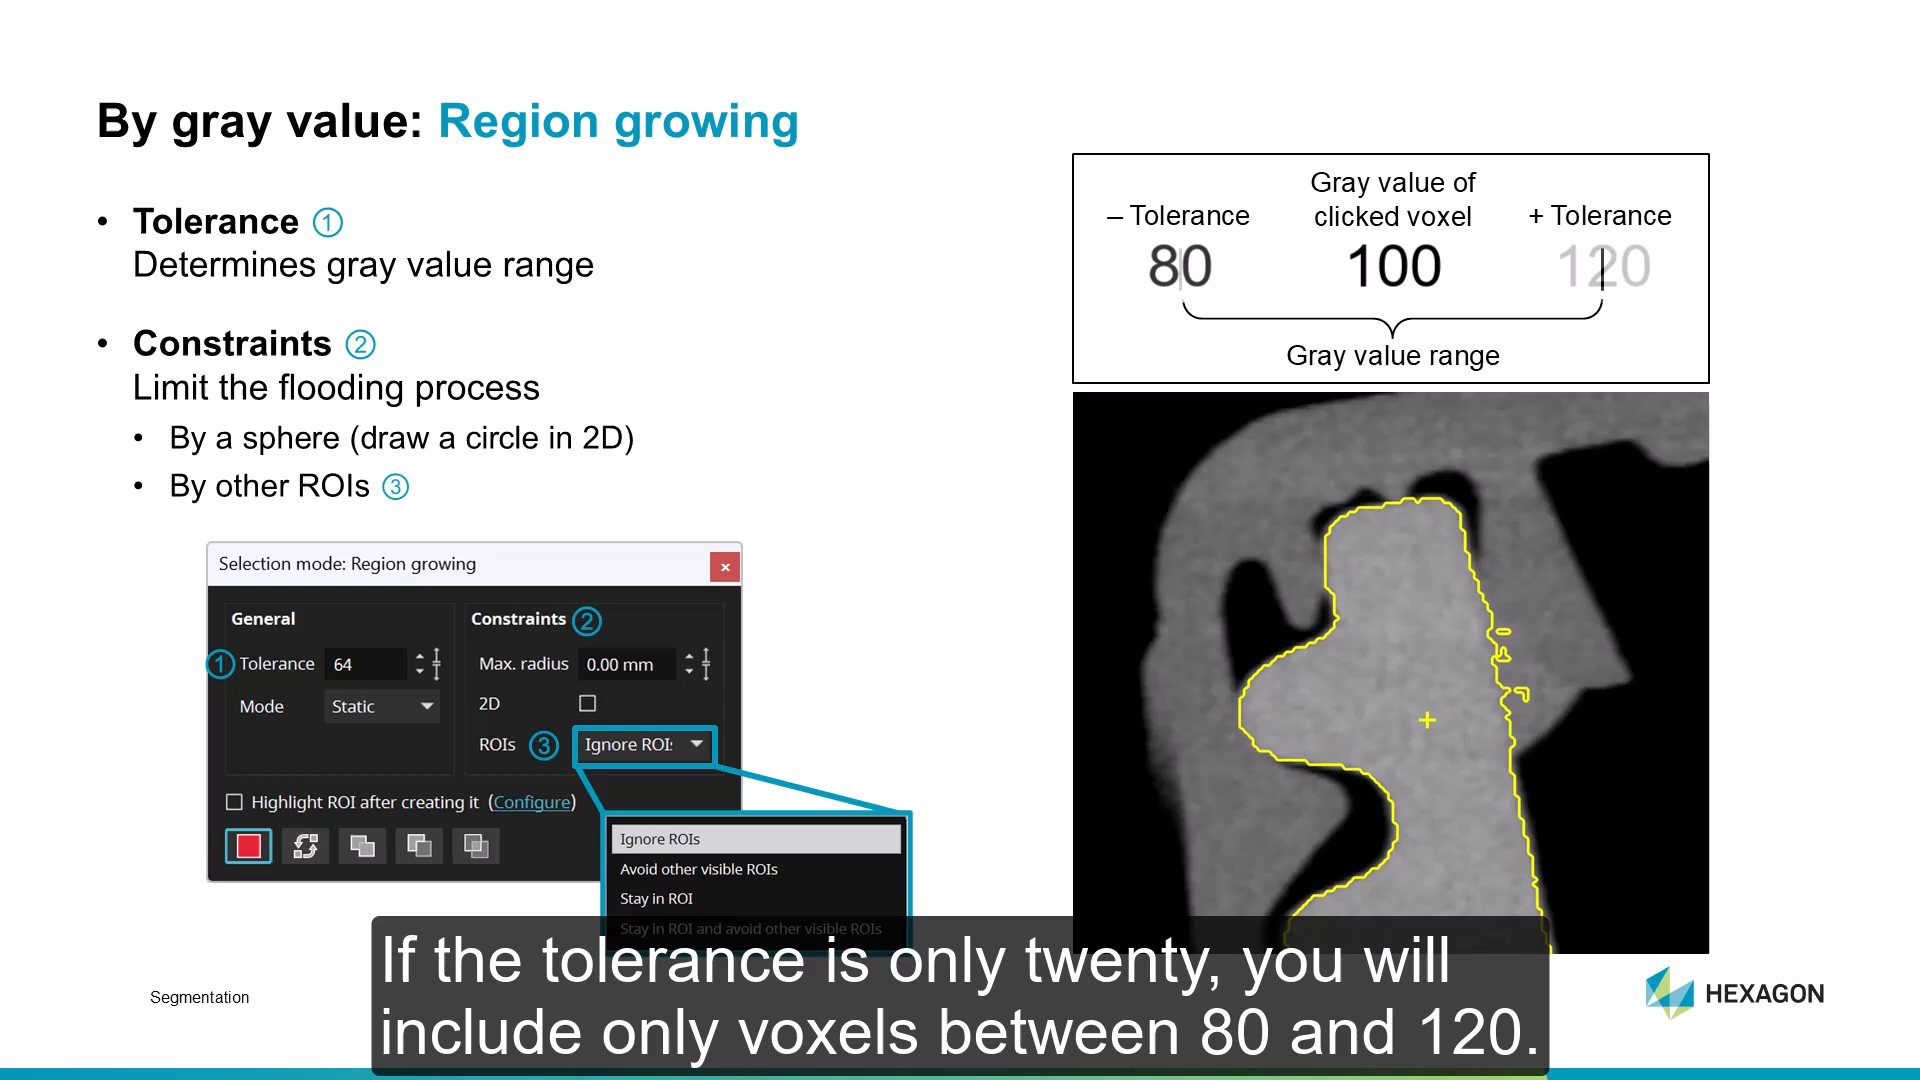 By gray value: Region growing
• Tolerance ①
Determines gray value range
• Constraints ②
Limit the flooding process
• By a sphere (draw a circle in 2D)
• By other ROIs ③
Gray value of
clicked voxel
– Tolerance
+ Tolerance
80 100 120
Gray value range
Selection mode: Region growing
General
① Tolerance 64
Mode Static
Constraints ②
Max. radius 0.00 mm
2D
ROIs ③ Ignore ROI
Highlight ROI after creating it (Configure)
Ignore ROIs
Avoid other visible ROIs
Stay in ROI
Stay in ROI and avoid other visible ROIs
If the tolerance is only twenty, you will
include only voxels between 80 and 120.
Segmentation
HEXAGON